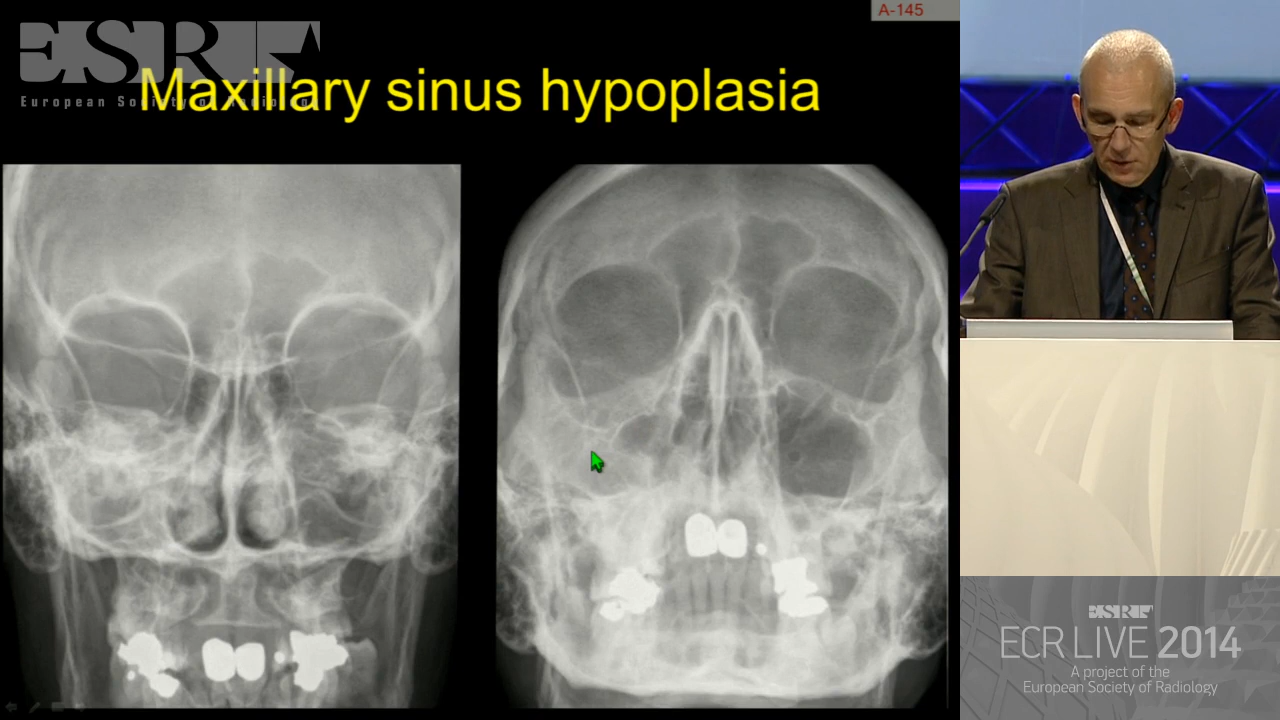 A-145
ESR
European Society of Radiology
Maxillary sinus hypoplasia
ESR
ECR LIVE 2014
A project of the
European Society of Radiology